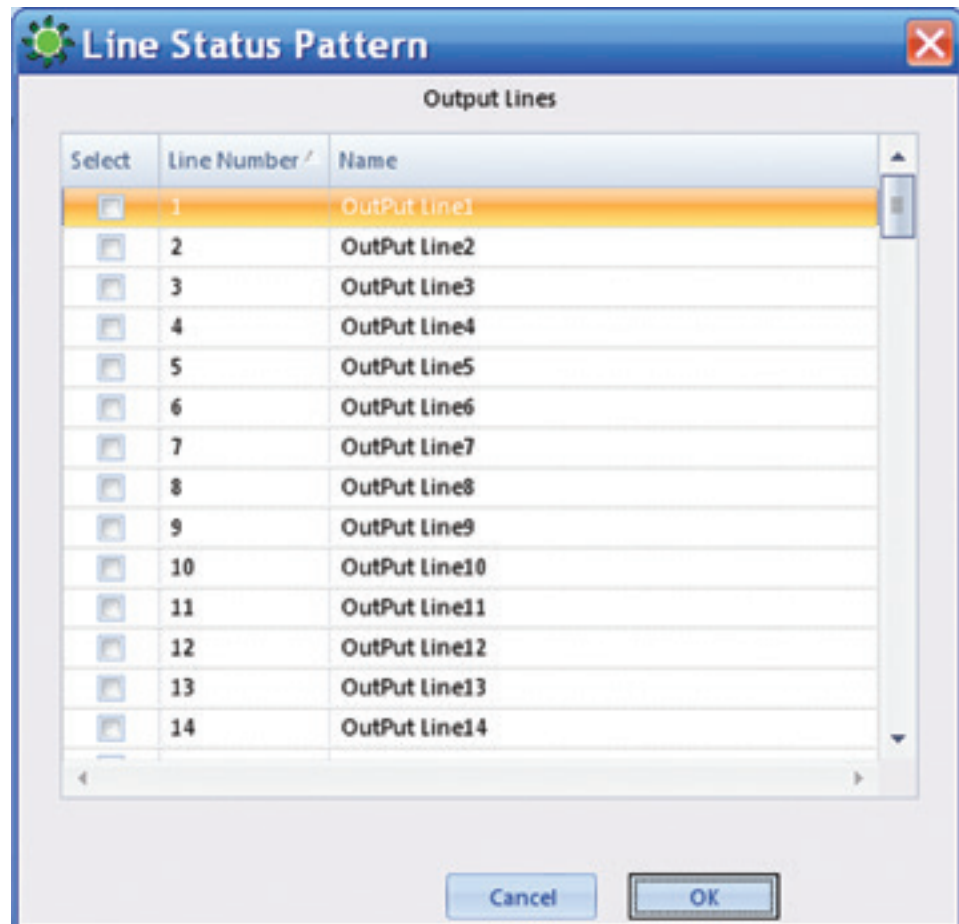 Line Status Pattern
Output Lines
Select Line Number Name
1 OutPut Line1
2 OutPut Line2
3 OutPut Line3
4 OutPut Line4
5 OutPut Line5
6 OutPut Line6
7 OutPut Line7
8 OutPut Line8
9 OutPut Line9
10 OutPut Line10
11 OutPut Line11
12 OutPut Line12
13 OutPut Line13
14 OutPut Line14
Cancel OK